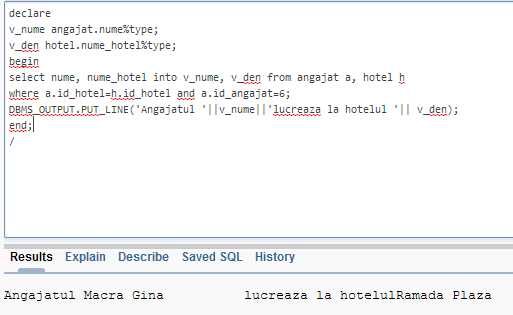 declare
v_nume angajat.nume%type;
v_den hotel.nume_hotel%type;
begin
select nume, nume_hotel into v_nume, v_den from angajat a, hotel h
where a.id_hotel=h.id_hotel and a.id_angajat=6;
DBMS_OUTPUT.PUT_LINE('Angajatul '||v_nume||'lucreaza la hotelul '|| v_den);
end;
/
Results Explain Describe Saved SQL History
Angajatul Macra Gina lucreaza la hotelulRamada Plaza